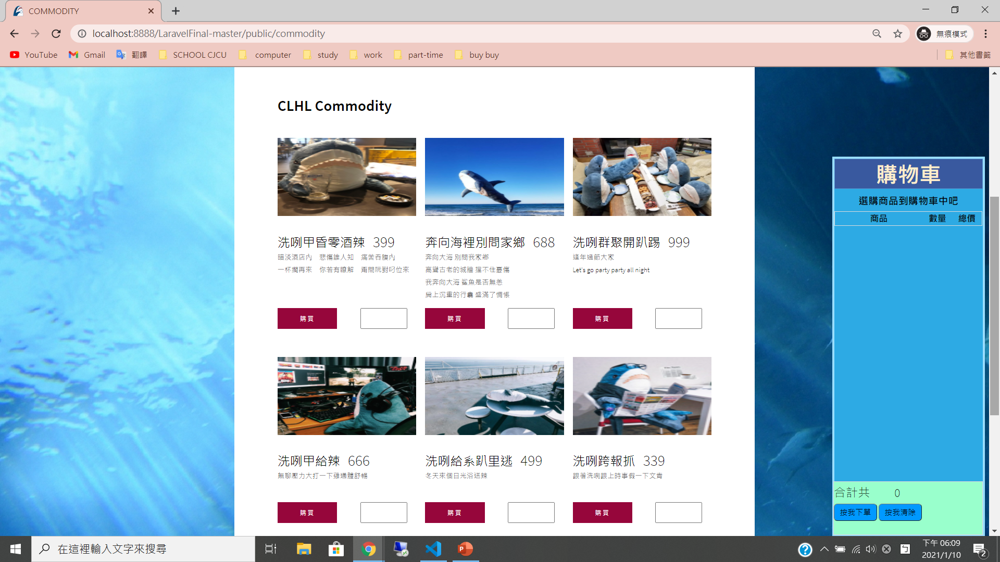 COMMODITY
localhost:8888/LaravelFinal-master/public/commodity
無痕模式
YouTube
Gmail
翻譯
SCHOOL CJCU
computer
study
work
part-time
buy buy
其他書籤
CLHL Commodity
洗咧甲昏零酒辣 399
暗淡酒店內 悲傷誰人知 痛苦吞腹內
一杯擱再來 你若有瞭解 甭問阮對叼位來
購買
奔向海裡別問家鄉 688
奔向大海 別問我家鄉
高聳古老的城牆 擋不住憂傷
我奔向大海 鯊魚是否無恙
肩上沉重的行囊 盛滿了惆悵
購買
洗咧群聚開趴踢 999
逢年過節大家
Let's go party party all night
購買
洗咧甲給辣 666
無聊壓力大打一下雞通體舒暢
購買
洗咧給糸趴里逃 499
冬天來個日光浴送辣
購買
洗咧跨報抓 339
跟著洗咧跟上時事假一下文青
購買
購物車
選購商品到購物車中吧
商品 數量 總價
合計共 0
按我下單 按我清除
在這裡輸入文字來搜尋
下午 06:09
2021/1/10
2